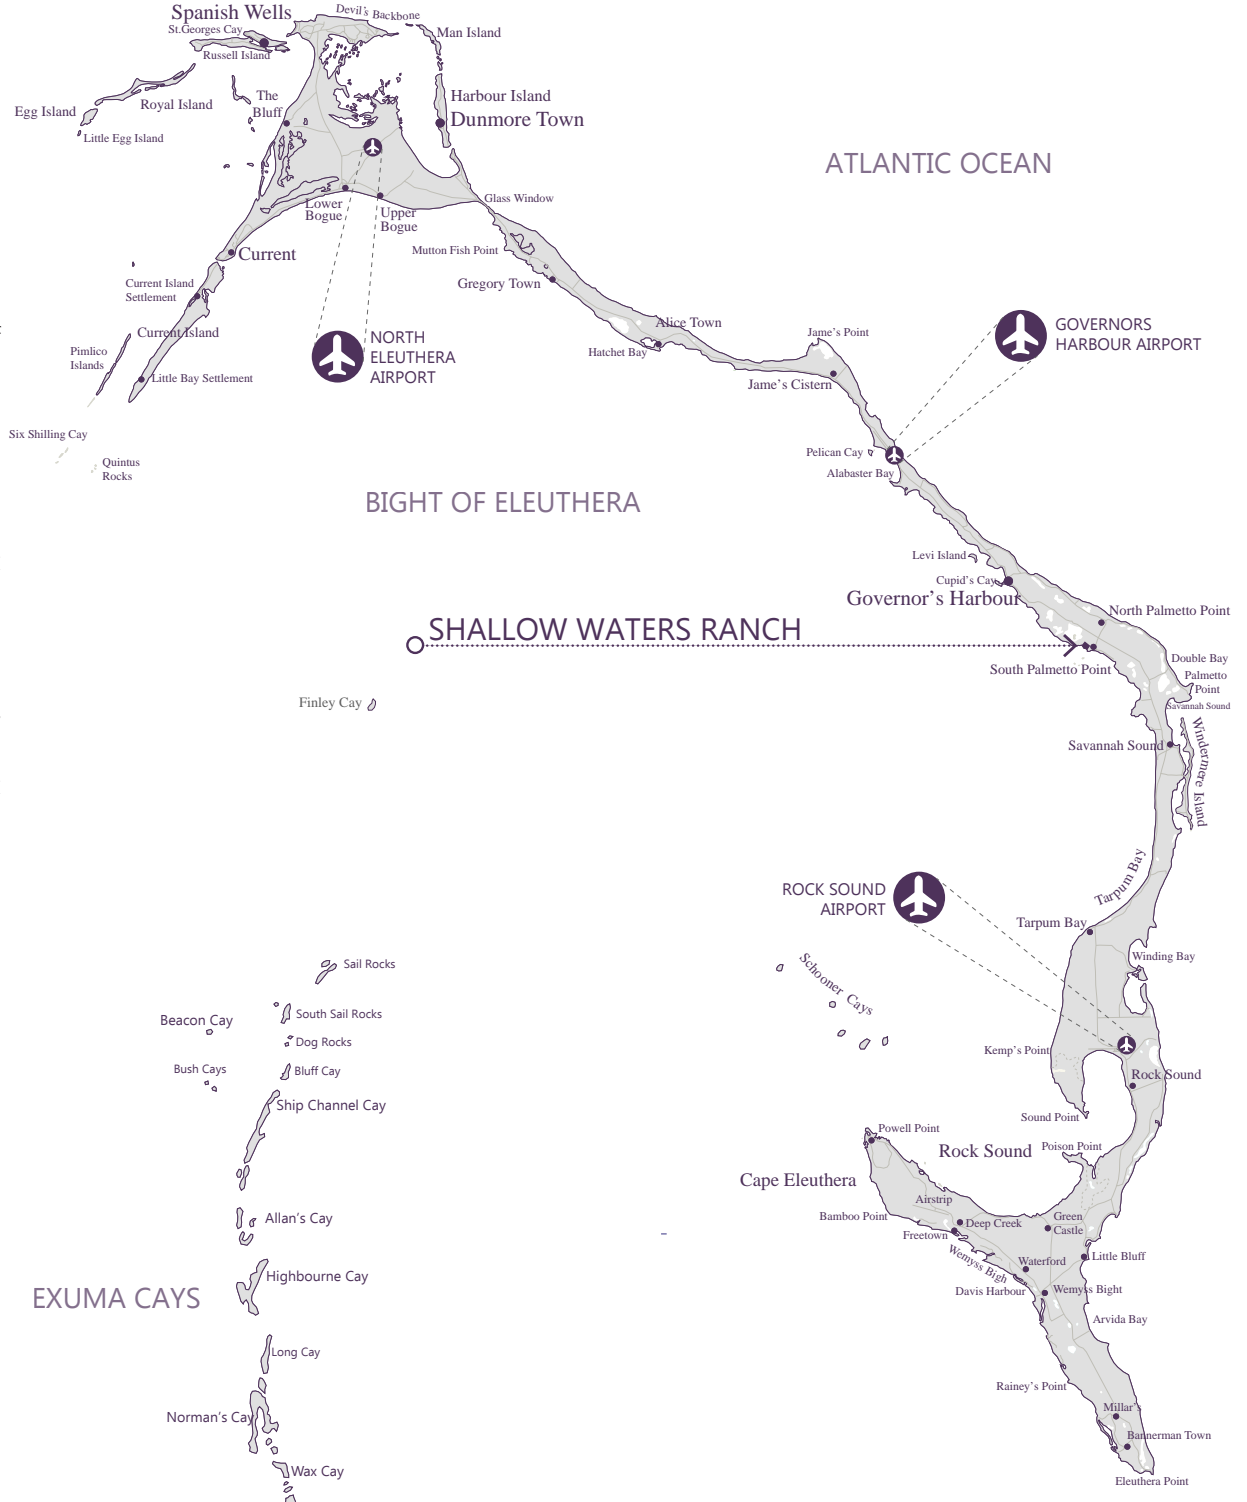 Spanish Wells
Devil's Backbone
St.Georges Cay
Man Island
Russell Island
Egg Island
Royal Island
The
Bluff
Harbour Island
Dunmore Town
Little Egg Island
ATLANTIC OCEAN
Lower
Bogue
Upper
Bogue
Glass Window
Current
Mutton Fish Point
Gregory Town
Current Island
Settlement
Current Island
Alice Town
Hatchet Bay
Jame's Point
Jame's Cistern
GOVERNORS
HARBOUR AIRPORT
NORTH
ELEUTHERA
AIRPORT
Pimlico
Islands
Little Bay Settlement
Six Shilling Cay
Quintus
Rocks
Pelican Cay
Alabaster Bay
BIGHT OF ELEUTHERA
Levi Island
Cupid's Cay
Governor's Harbour
North Palmetto Point
SHALLOW WATERS RANCH
South Palmetto Point
Double Bay
Palmetto
Point
Savannah Sound
Finley Cay
Savannah Sound
Windermere Island
Tarpum Bay
ROCK SOUND
AIRPORT
Tarpum Bay
Winding Bay
Schooner Cays
Sail Rocks
South Sail Rocks
Beacon Cay
Dog Rocks
Bush Cays
Bluff Cay
Kemp's Point
Rock Sound
Ship Channel Cay
Sound Point
Powell Point
Rock Sound
Poison Point
Cape Eleuthera
Airstrip
Bamboo Point
Deep Creek
Green
Castle
Freetown
Allan's Cay
Wemyss Bigh
Waterford
Little Bluff
Davis Harbour
Wemyss Bight
Highbourne Cay
EXUMA CAYS
Arvida Bay
Long Cay
Rainey's Point
Norman's Cay
Millar's
Bannerman Town
Wax Cay
Eleuthera Point